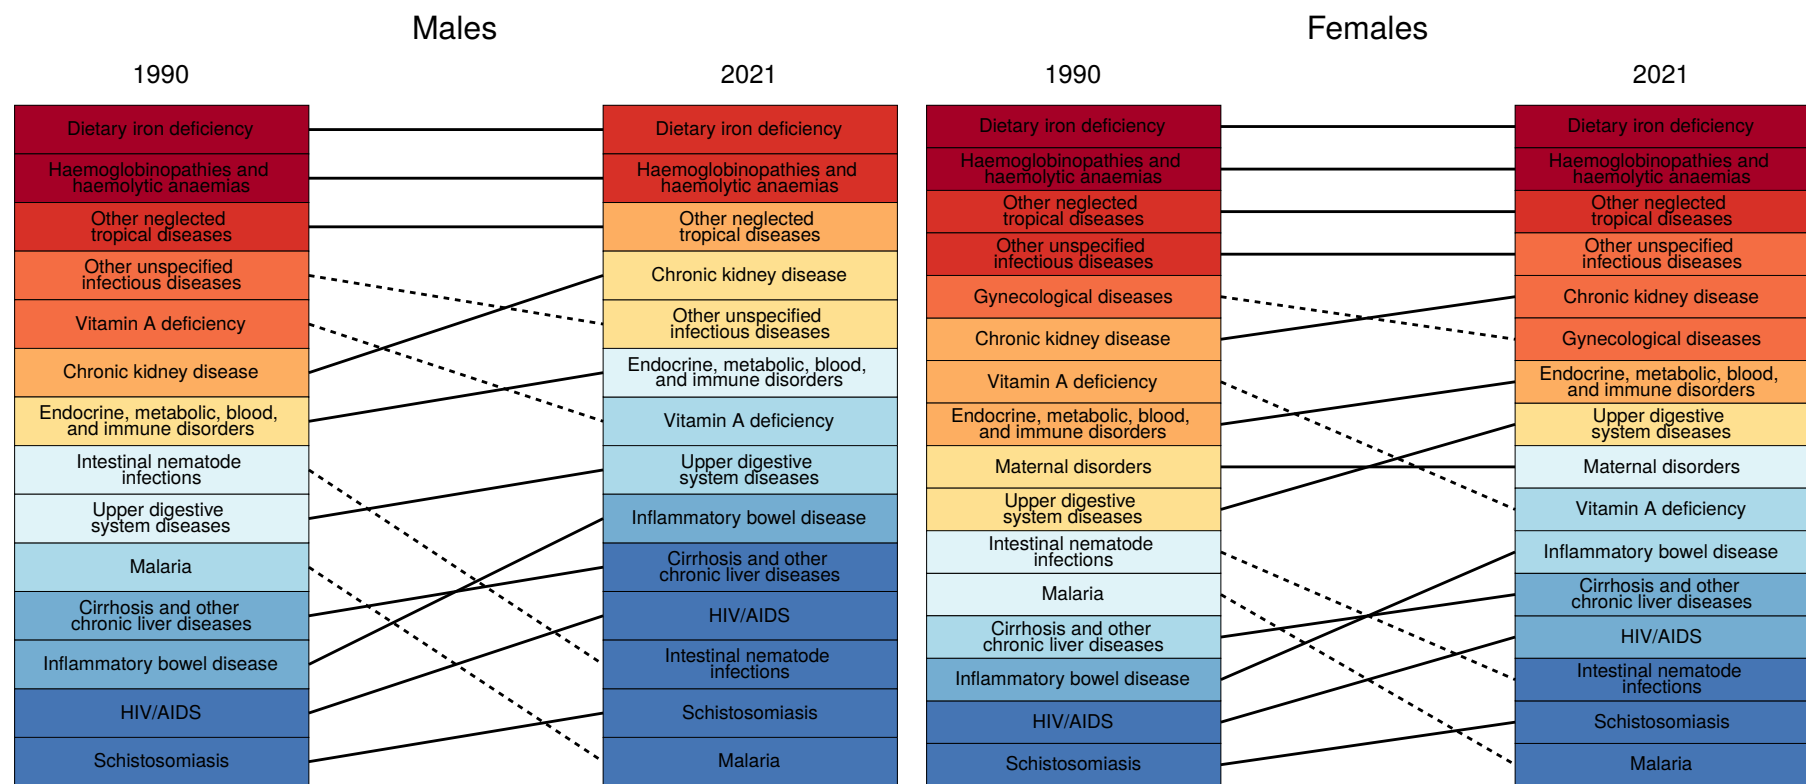 Males
1990
2021
Dietary iron deficiency
Haemoglobinopathies and
haemolytic anaemias
Other neglected
tropical diseases
Other unspecified
infectious diseases
Vitamin A deficiency
Chronic kidney disease
Endocrine, metabolic, blood,
and immune disorders
Intestinal nematode
infections
Upper digestive
system diseases
Malaria
Cirrhosis and other
chronic liver diseases
Inflammatory bowel disease
HIV/AIDS
Schistosomiasis
Dietary iron deficiency
Haemoglobinopathies and
haemolytic anaemias
Other neglected
tropical diseases
Chronic kidney disease
Other unspecified
infectious diseases
Endocrine, metabolic, blood,
and immune disorders
Vitamin A deficiency
Upper digestive
system diseases
Inflammatory bowel disease
Cirrhosis and other
chronic liver diseases
HIV/AIDS
Intestinal nematode
infections
Schistosomiasis
Malaria
Females
1990
2021
Dietary iron deficiency
Haemoglobinopathies and
haemolytic anaemias
Other neglected
tropical diseases
Other unspecified
infectious diseases
Gynecological diseases
Chronic kidney disease
Vitamin A deficiency
Endocrine, metabolic, blood,
and immune disorders
Maternal disorders
Upper digestive
system diseases
Intestinal nematode
infections
Malaria
Cirrhosis and other
chronic liver diseases
Inflammatory bowel disease
HIV/AIDS
Schistosomiasis
Dietary iron deficiency
Haemoglobinopathies and
haemolytic anaemias
Other neglected
tropical diseases
Other unspecified
infectious diseases
Chronic kidney disease
Gynecological diseases
Endocrine, metabolic, blood,
and immune disorders
Upper digestive
system diseases
Maternal disorders
Vitamin A deficiency
Inflammatory bowel disease
Cirrhosis and other
chronic liver diseases
HIV/AIDS
Intestinal nematode
infections
Schistosomiasis
Malaria